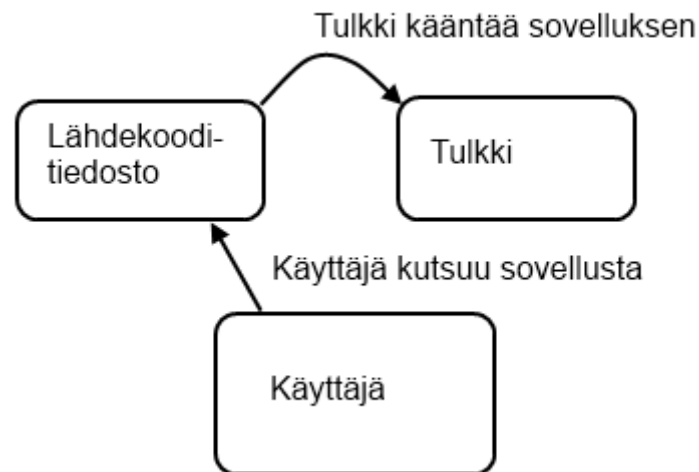 Tulkki kääntää sovelluksen
Lähdekoodi-
tiedosto
Tulkki
Käyttäjä kutsuu sovellusta
Käyttäjä